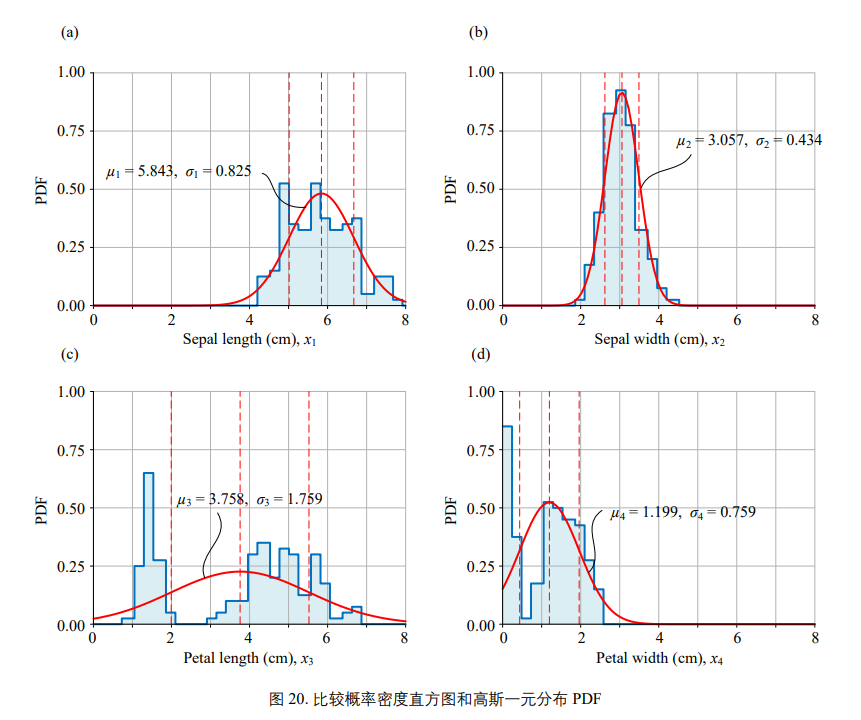 (a)
1.00
0.75
0.50
0.25
0.00
PDF
μ1 = 5.843, σ1 = 0.825
0 2 4 6 8
Sepal length (cm), x1
(b)
1.00
0.75
0.50
0.25
0.00
PDF
μ2 = 3.057, σ2 = 0.434
0 2 4 6 8
Sepal width (cm), x2
(c)
1.00
0.75
0.50
0.25
0.00
PDF
μ3 = 3.758, σ3 = 1.759
0 2 4 6 8
Petal length (cm), x3
(d)
1.00
0.75
0.50
0.25
0.00
PDF
μ4 = 1.199, σ4 = 0.759
0 2 4 6 8
Petal width (cm), x4
图 20. 比较概率密度直方图和高斯一元分布 PDF